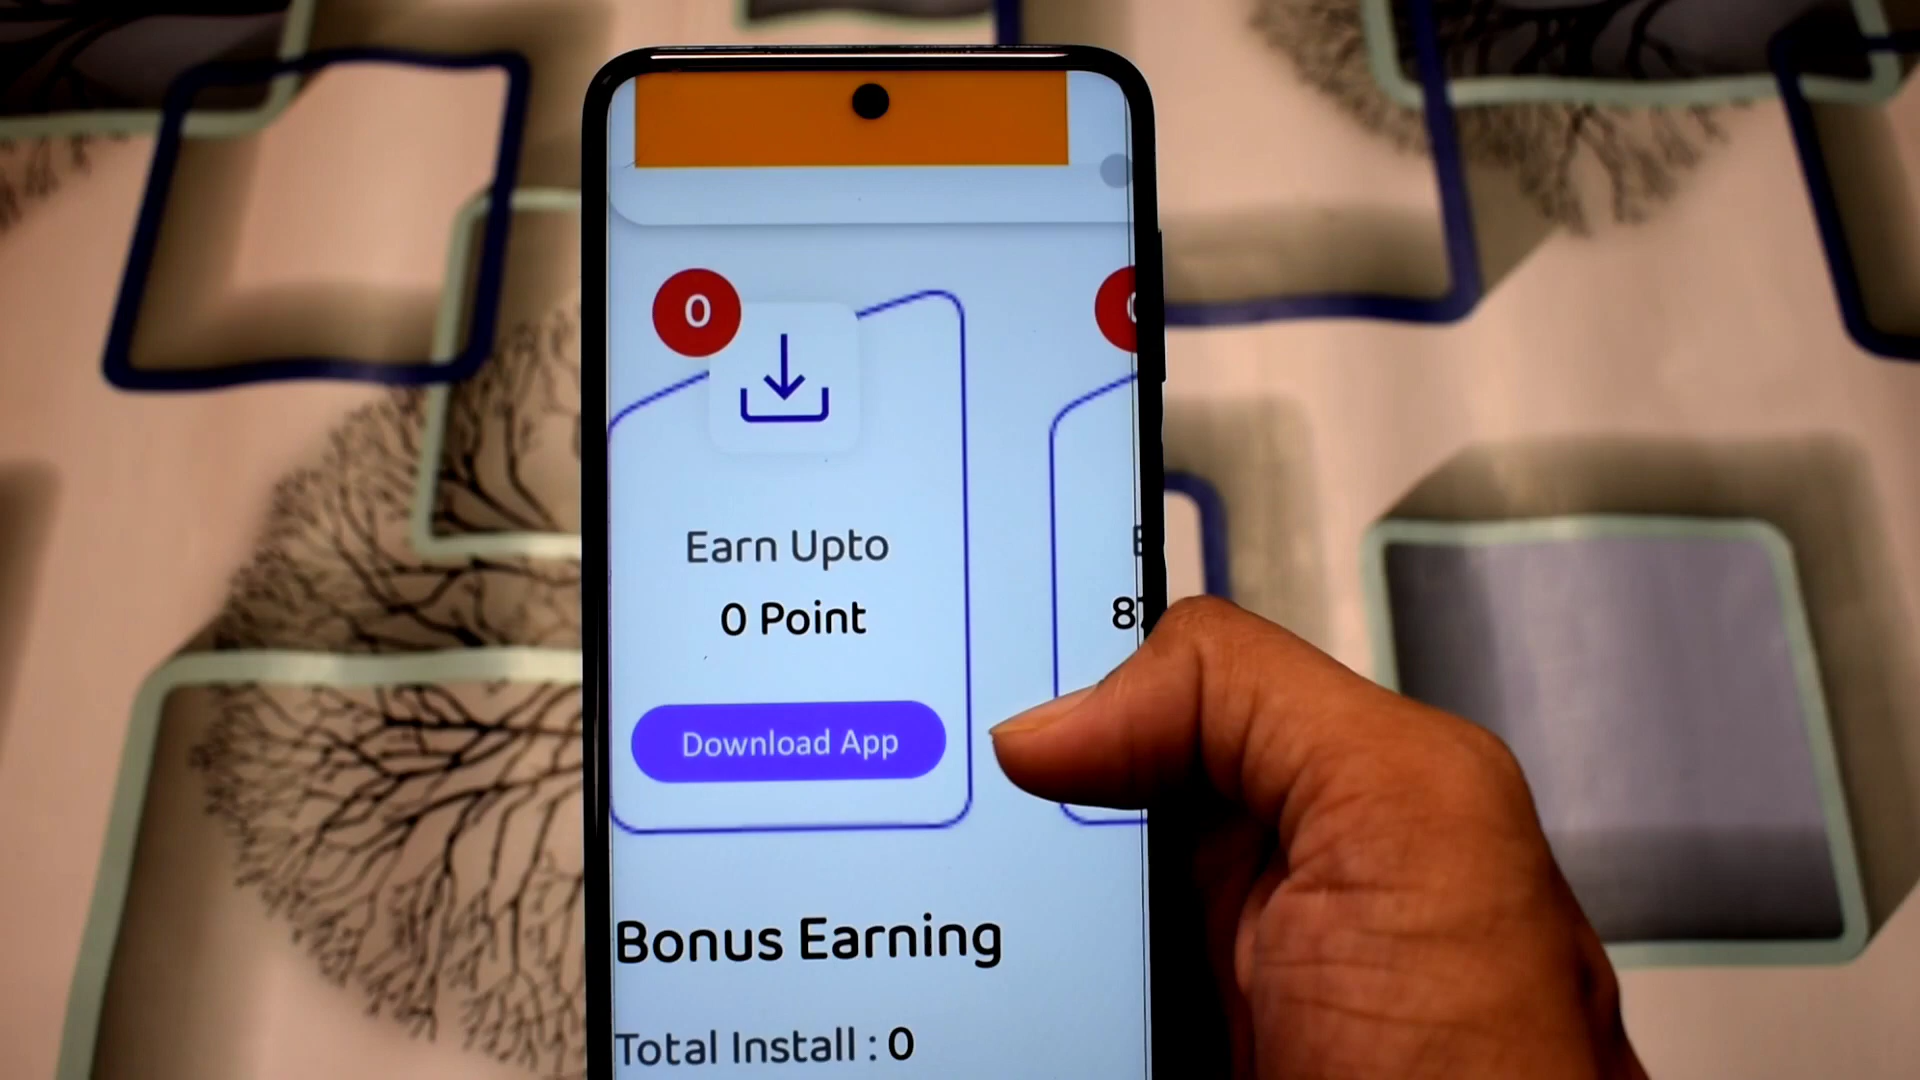 0
Earn Upto
0 Point
Download App
Bonus Earning
Total Install : 0